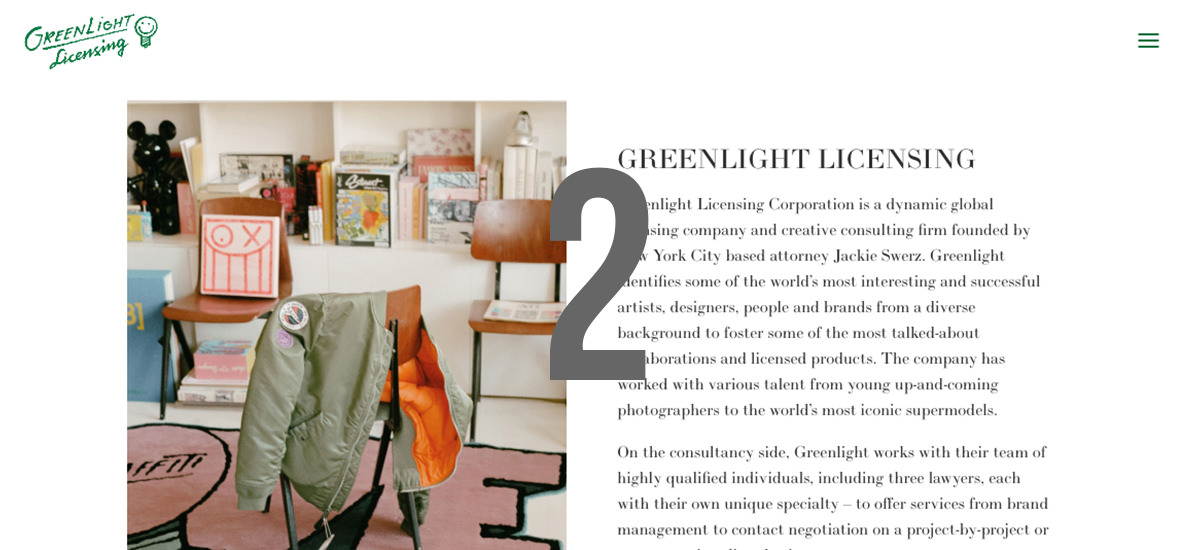 GREENLIGHT
Licensing
GREENLIGHT LICENSING
2
enlight Licensing Corporation is a dynamic global
company and creative consulting firm founded by
York City based attorney Jackie Swerz. Greenlight
identifies some of the world's most interesting and successful
artists, designers, people and brands from a diverse
background to foster some of the most talked-about
and licensed products. The company has
worked with various talent from young up-and-coming
photographers to the world's most iconic supermodels.
On the consultancy side, Greenlight works with their team of
highly qualified individuals, including three lawyers, each
with their own unique specialty – to offer services from brand
management to contact negotiation on a project-by-project or